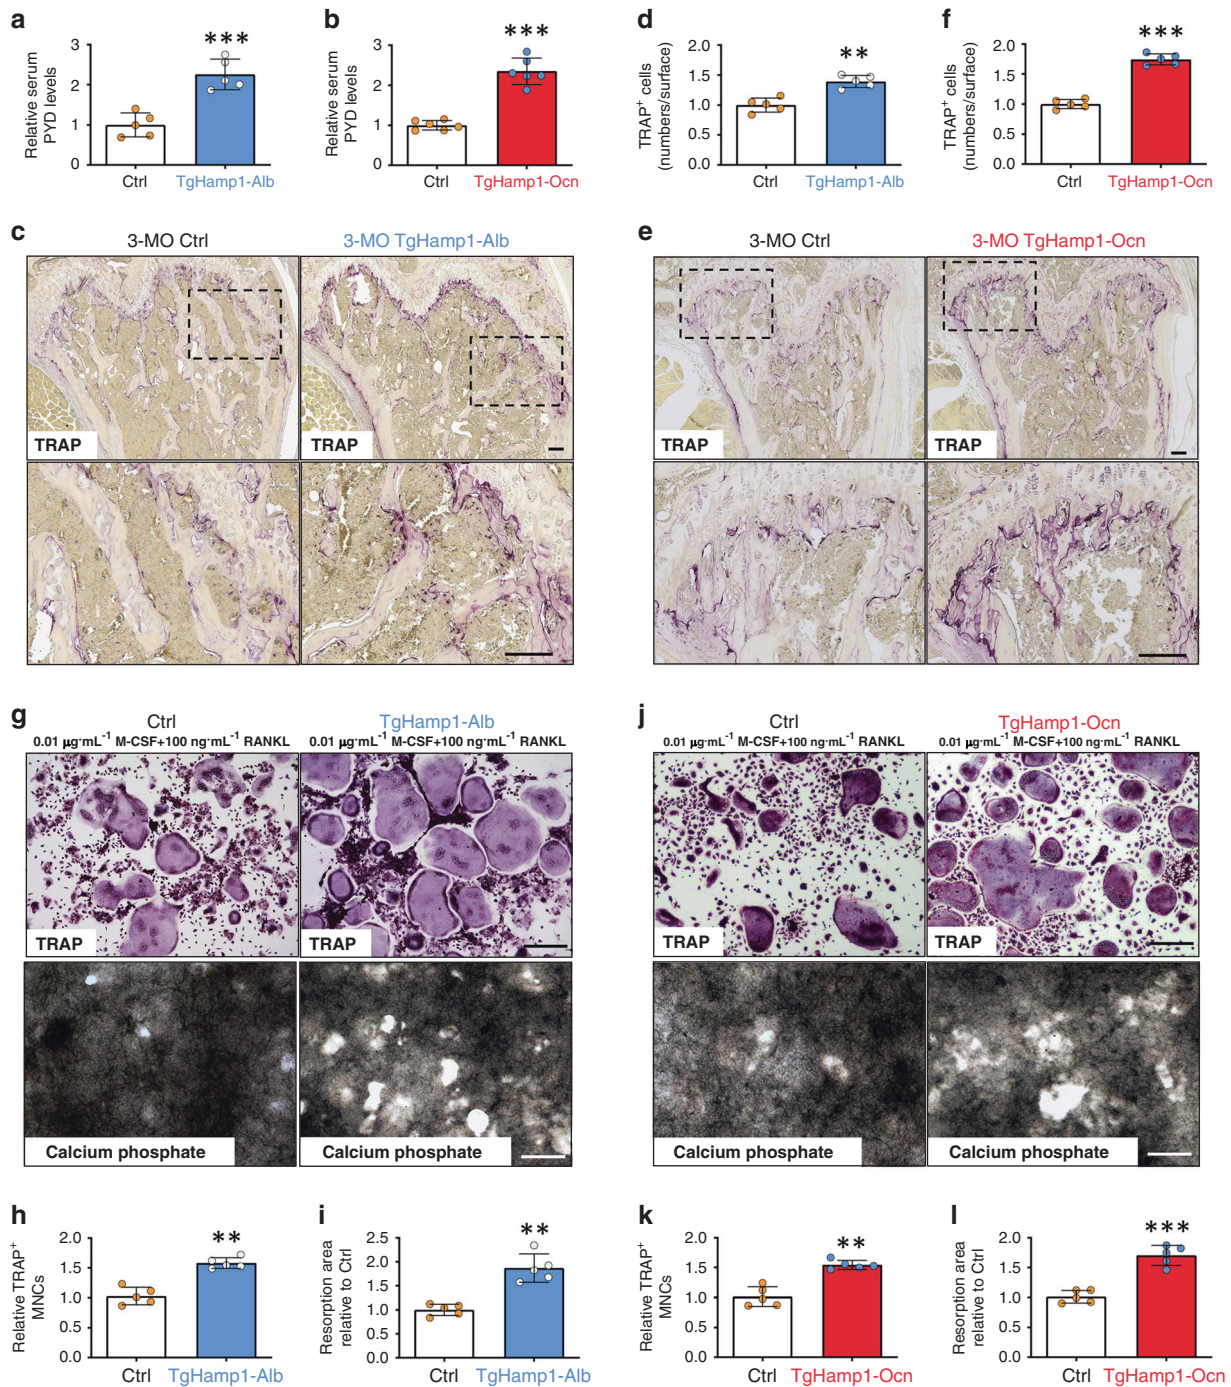 a
Relative serum
PYD levels
3
2
1
0
***
Ctrl
TgHamp1-Alb
b
Relative serum
PYD levels
3
2
1
0
***
Ctrl
TgHamp1-Ocn
d
TRAP⁺ cells
(numbers/surface)
2.0
1.5
1.0
0.5
0.0
**
Ctrl
TgHamp1-Alb
f
TRAP⁺ cells
(numbers/surface)
2.0
1.5
1.0
0.5
0.0
***
Ctrl
TgHamp1-Ocn
c
3-MO Ctrl
3-MO TgHamp1-Alb
TRAP
TRAP
e
3-MO Ctrl
3-MO TgHamp1-Ocn
TRAP
TRAP
g
Ctrl
0.01 µg·mL⁻¹ M-CSF+100 ng·mL⁻¹ RANKL
TgHamp1-Alb
0.01 µg·mL⁻¹ M-CSF+100 ng·mL⁻¹ RANKL
TRAP
TRAP
Calcium phosphate
Calcium phosphate
j
Ctrl
0.01 µg·mL⁻¹ M-CSF+100 ng·mL⁻¹ RANKL
TgHamp1-Ocn
0.01 µg·mL⁻¹ M-CSF+100 ng·mL⁻¹ RANKL
TRAP
TRAP
Calcium phosphate
Calcium phosphate
h
Relative TRAP⁺
MNCs
2.0
1.5
1.0
0.5
0.0
**
Ctrl
TgHamp1-Alb
i
Resorption area
relative to Ctrl
2.5
2.0
1.5
1.0
0.5
0.0
**
Ctrl
TgHamp1-Alb
k
Relative TRAP⁺
MNCs
2.0
1.5
1.0
0.5
0.0
**
Ctrl
TgHamp1-Ocn
l
Resorption area
relative to Ctrl
2.0
1.5
1.0
0.5
0.0
***
Ctrl
TgHamp1-Ocn